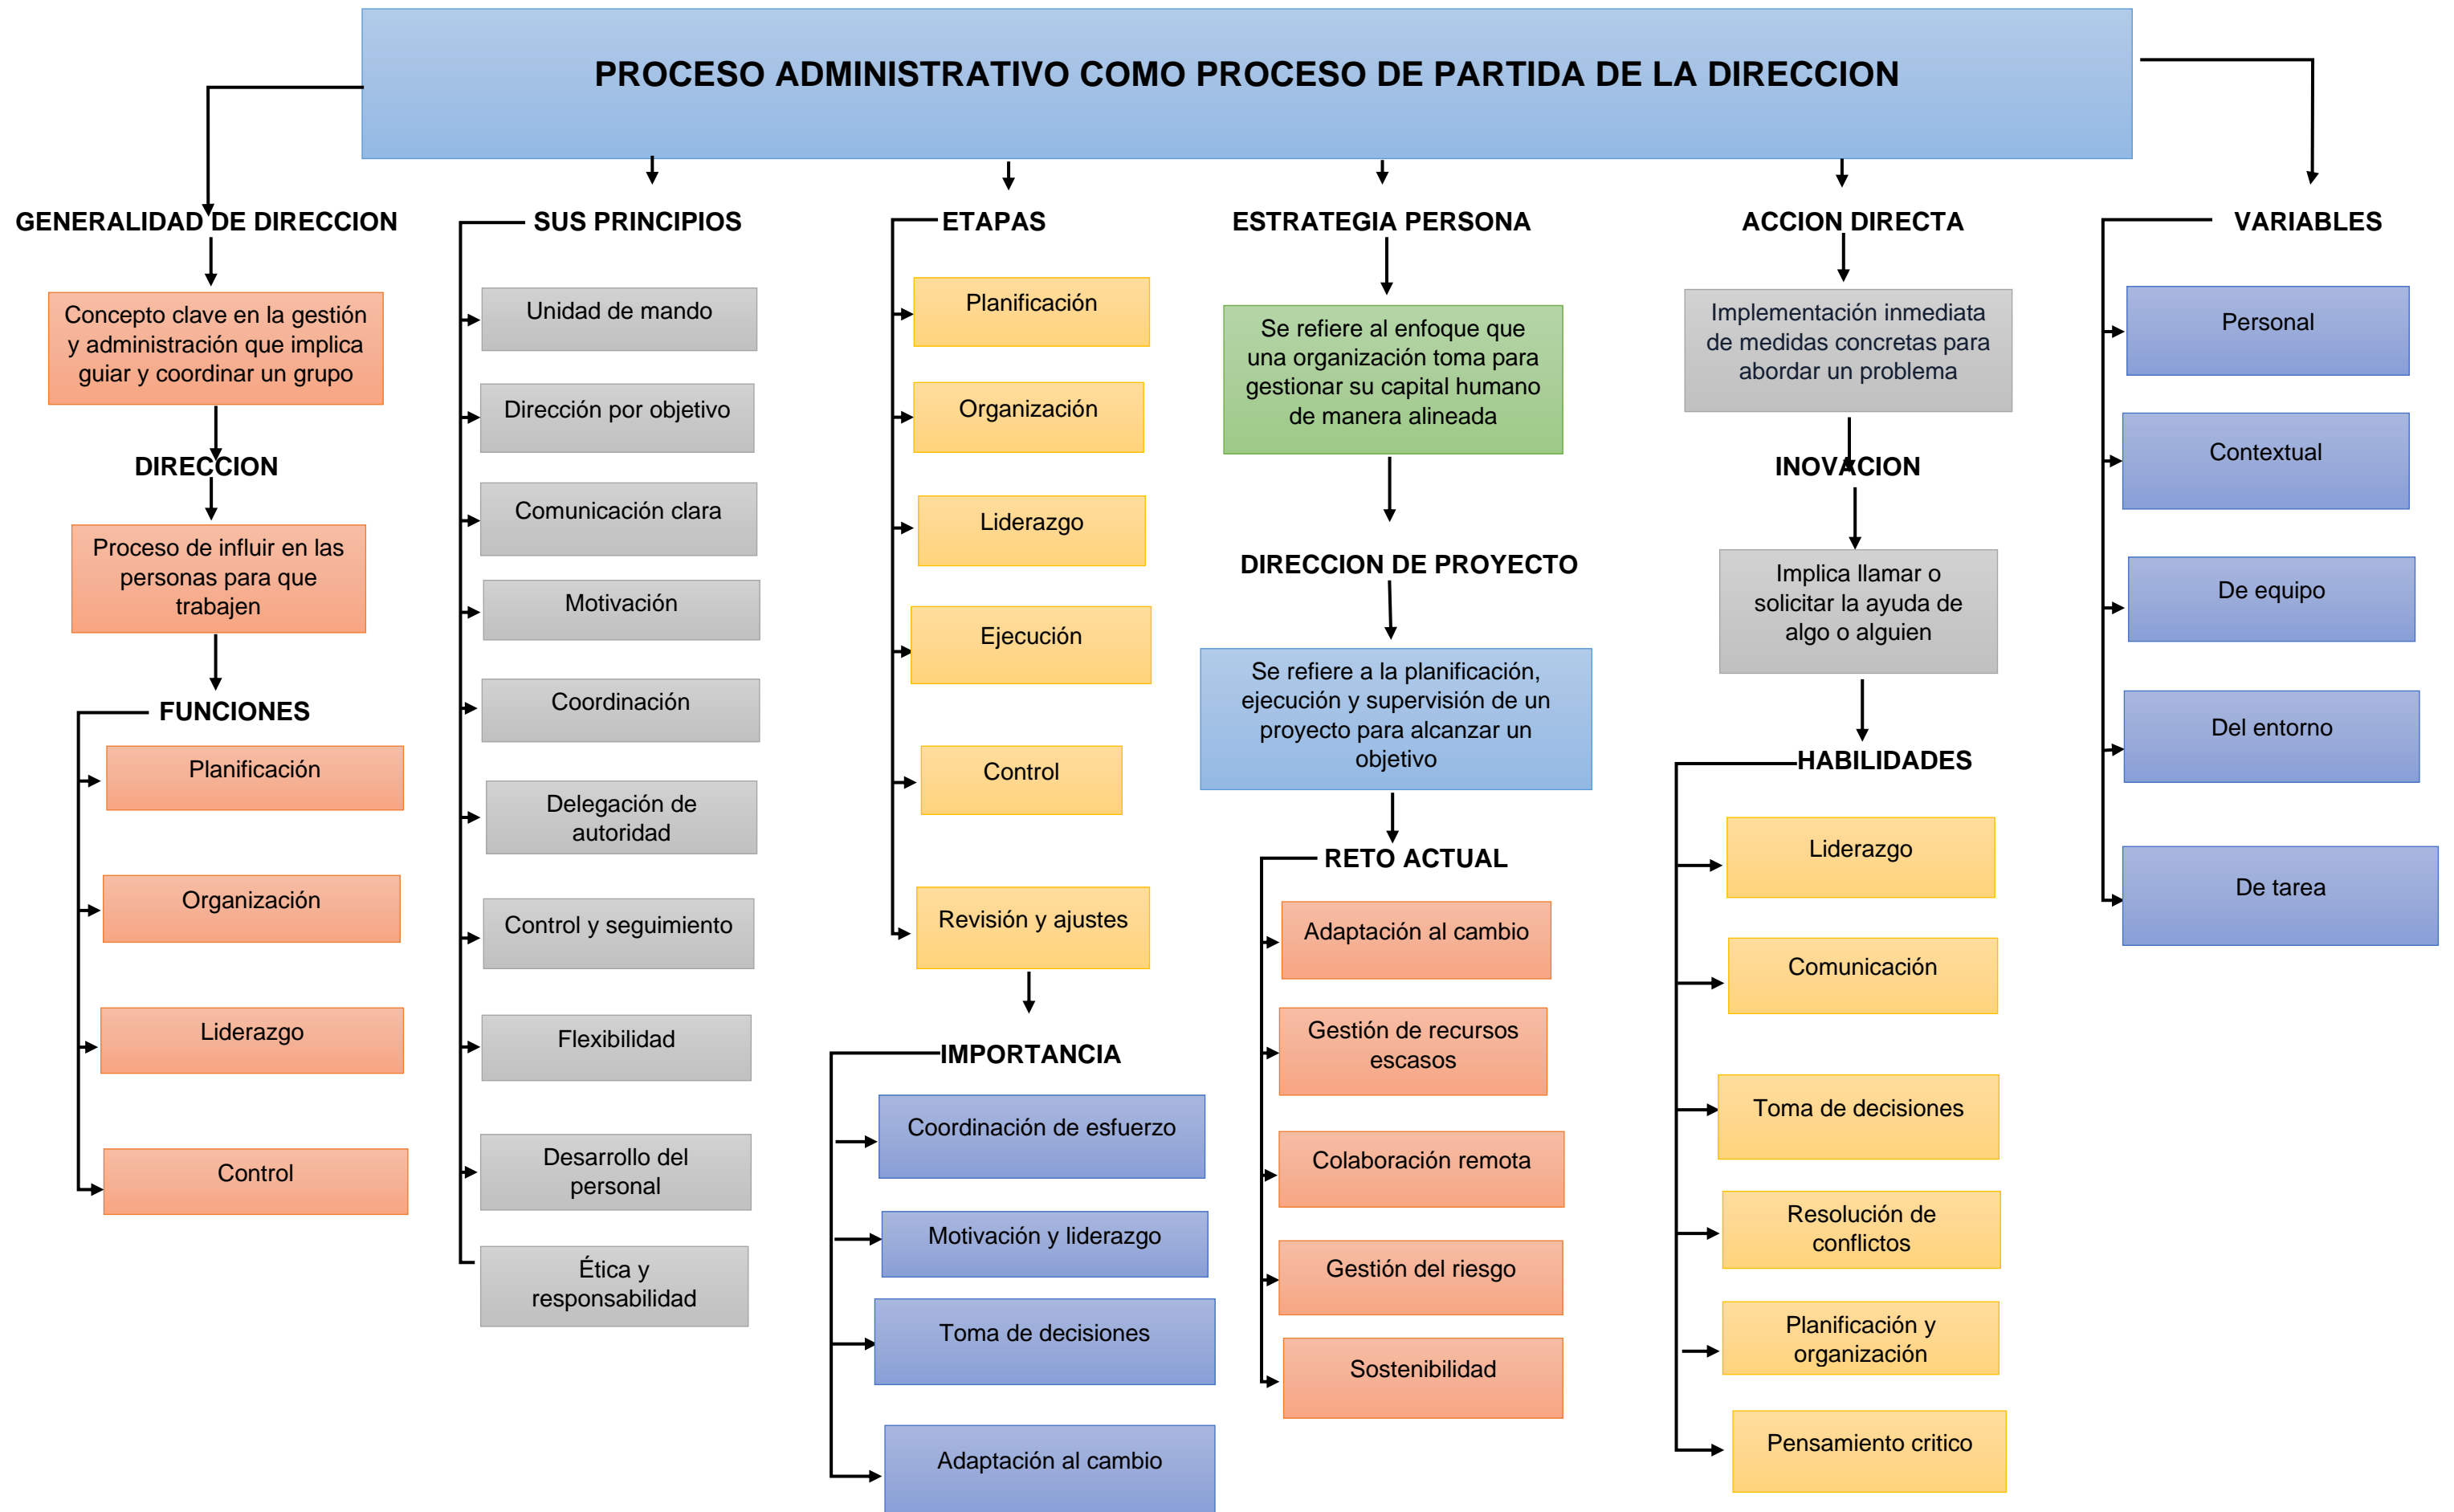 PROCESO ADMINISTRATIVO COMO PROCESO DE PARTIDA DE LA DIRECCION
GENERALIDAD DE DIRECCION
Concepto clave en la gestión
y administración que implica
guiar y coordinar un grupo
DIRECCION
Proceso de influir en las
personas para que
trabajen
FUNCIONES
Planificación
Organización
Liderazgo
Control
SUS PRINCIPIOS
Unidad de mando
Dirección por objetivo
Comunicación clara
Motivación
Coordinación
Delegación de
autoridad
Control y seguimiento
Flexibilidad
Desarrollo del
personal
Ética y
responsabilidad
ETAPAS
Planificación
Organización
Liderazgo
Ejecución
Control
Revisión y ajustes
IMPORTANCIA
Coordinación de esfuerzo
Motivación y liderazgo
Toma de decisiones
Adaptación al cambio
ESTRATEGIA PERSONA
Se refiere al enfoque que
una organización toma para
gestionar su capital humano
de manera alineada
DIRECCION DE PROYECTO
Se refiere a la planificación,
ejecución y supervisión de un
proyecto para alcanzar un
objetivo
RETO ACTUAL
Adaptación al cambio
Gestión de recursos
escasos
Colaboración remota
Gestión del riesgo
Sostenibilidad
ACCION DIRECTA
Implementación inmediata
de medidas concretas para
abordar un problema
INOVACION
Implica llamar o
solicitar la ayuda de
algo o alguien
HABILIDADES
Liderazgo
Comunicación
Toma de decisiones
Resolución de
conflictos
Planificación y
organización
Pensamiento critico
VARIABLES
Personal
Contextual
De equipo
Del entorno
De tarea